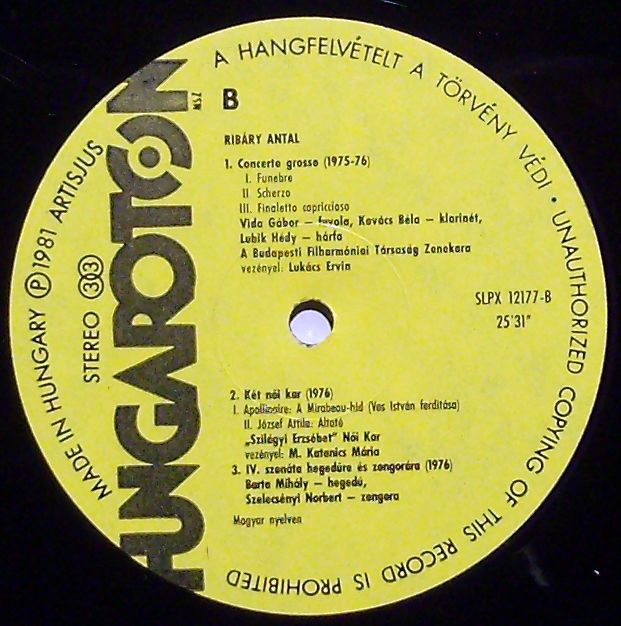 A HANGFELVÉTELT A TÖRVÉNY VÉDI · UNAUTHORIZED COPYING OF THIS RECORD IS PROHIBITED
MADE IN HUNGARY Ⓟ 1981 ARTISJUS
STEREO 303
HUNGAROTON
MSZ
B
RIBÁRY ANTAL
1. Concerto grosso (1975-76)
I. Funebre
II Scherzo
III. Finaletto capriccioso
Vida Gábor – fuvola, Kovács Béla – klarinét,
Lubik Hédy – hárfa
A Budapesti Filharmóniai Társaság Zenekara
vezényel: Lukács Ervin
SLPX 12177-B
25'31"
2. Két női kar (1976)
I. Apollinaire: A Mirabeau-híd (Vas István fordítása)
II. József Attila: Altató
„Szilágyi Erzsébet" Női Kar
vezényel: M. Katanics Mária
3. IV. szonáta hegedűre és zongorára (1976)
Barta Mihály – hegedű,
Szelecsényi Norbert – zongora
Magyar nyelven